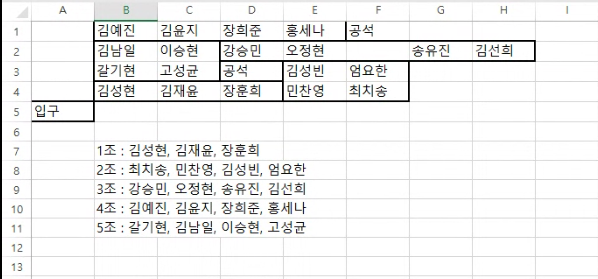 A B C D E F G H I
1 김예진 김윤지 장희준 홍세나 공석
2 김남일 이승현 강승민 오정현 송유진 김선희
3 갈기현 고성균 공석 김성빈 엄요한
4 김성현 김재윤 장훈희 민찬영 최치송
5 입구
6
7 1조 : 김성현, 김재윤, 장훈희
8 2조 : 최치송, 민찬영, 김성빈, 엄요한
9 3조 : 강승민, 오정현, 송유진, 김선희
10 4조 : 김예진, 김윤지, 장희준, 홍세나
11 5조 : 갈기현, 김남일, 이승현, 고성균
12
13